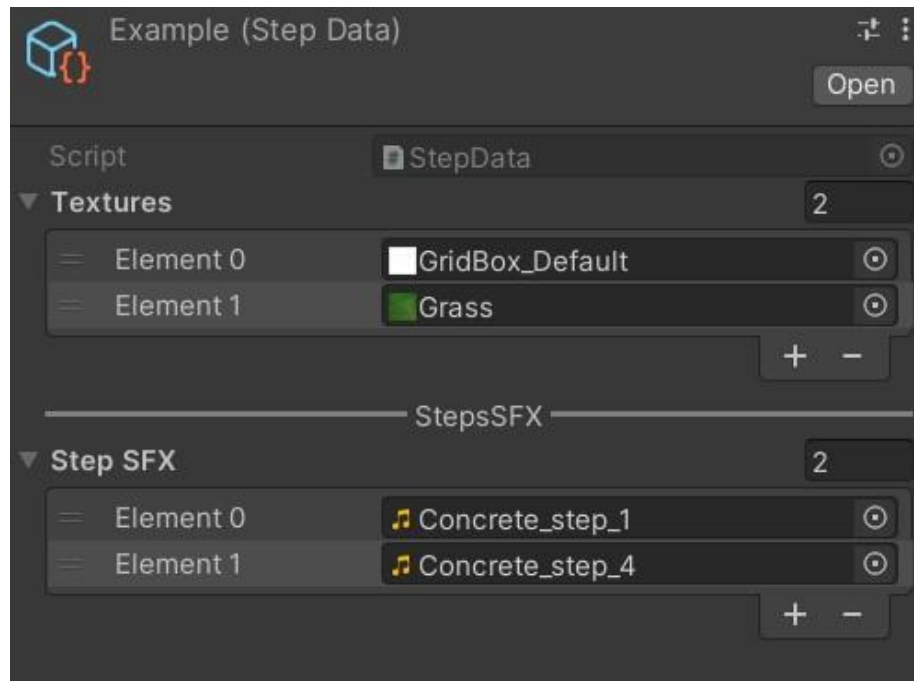 Example (Step Data)
Open
Script StepData
Textures 2
Element 0 GridBox_Default
Element 1 Grass
+ −
StepsSFX
Step SFX 2
Element 0 Concrete_step_1
Element 1 Concrete_step_4
+ −